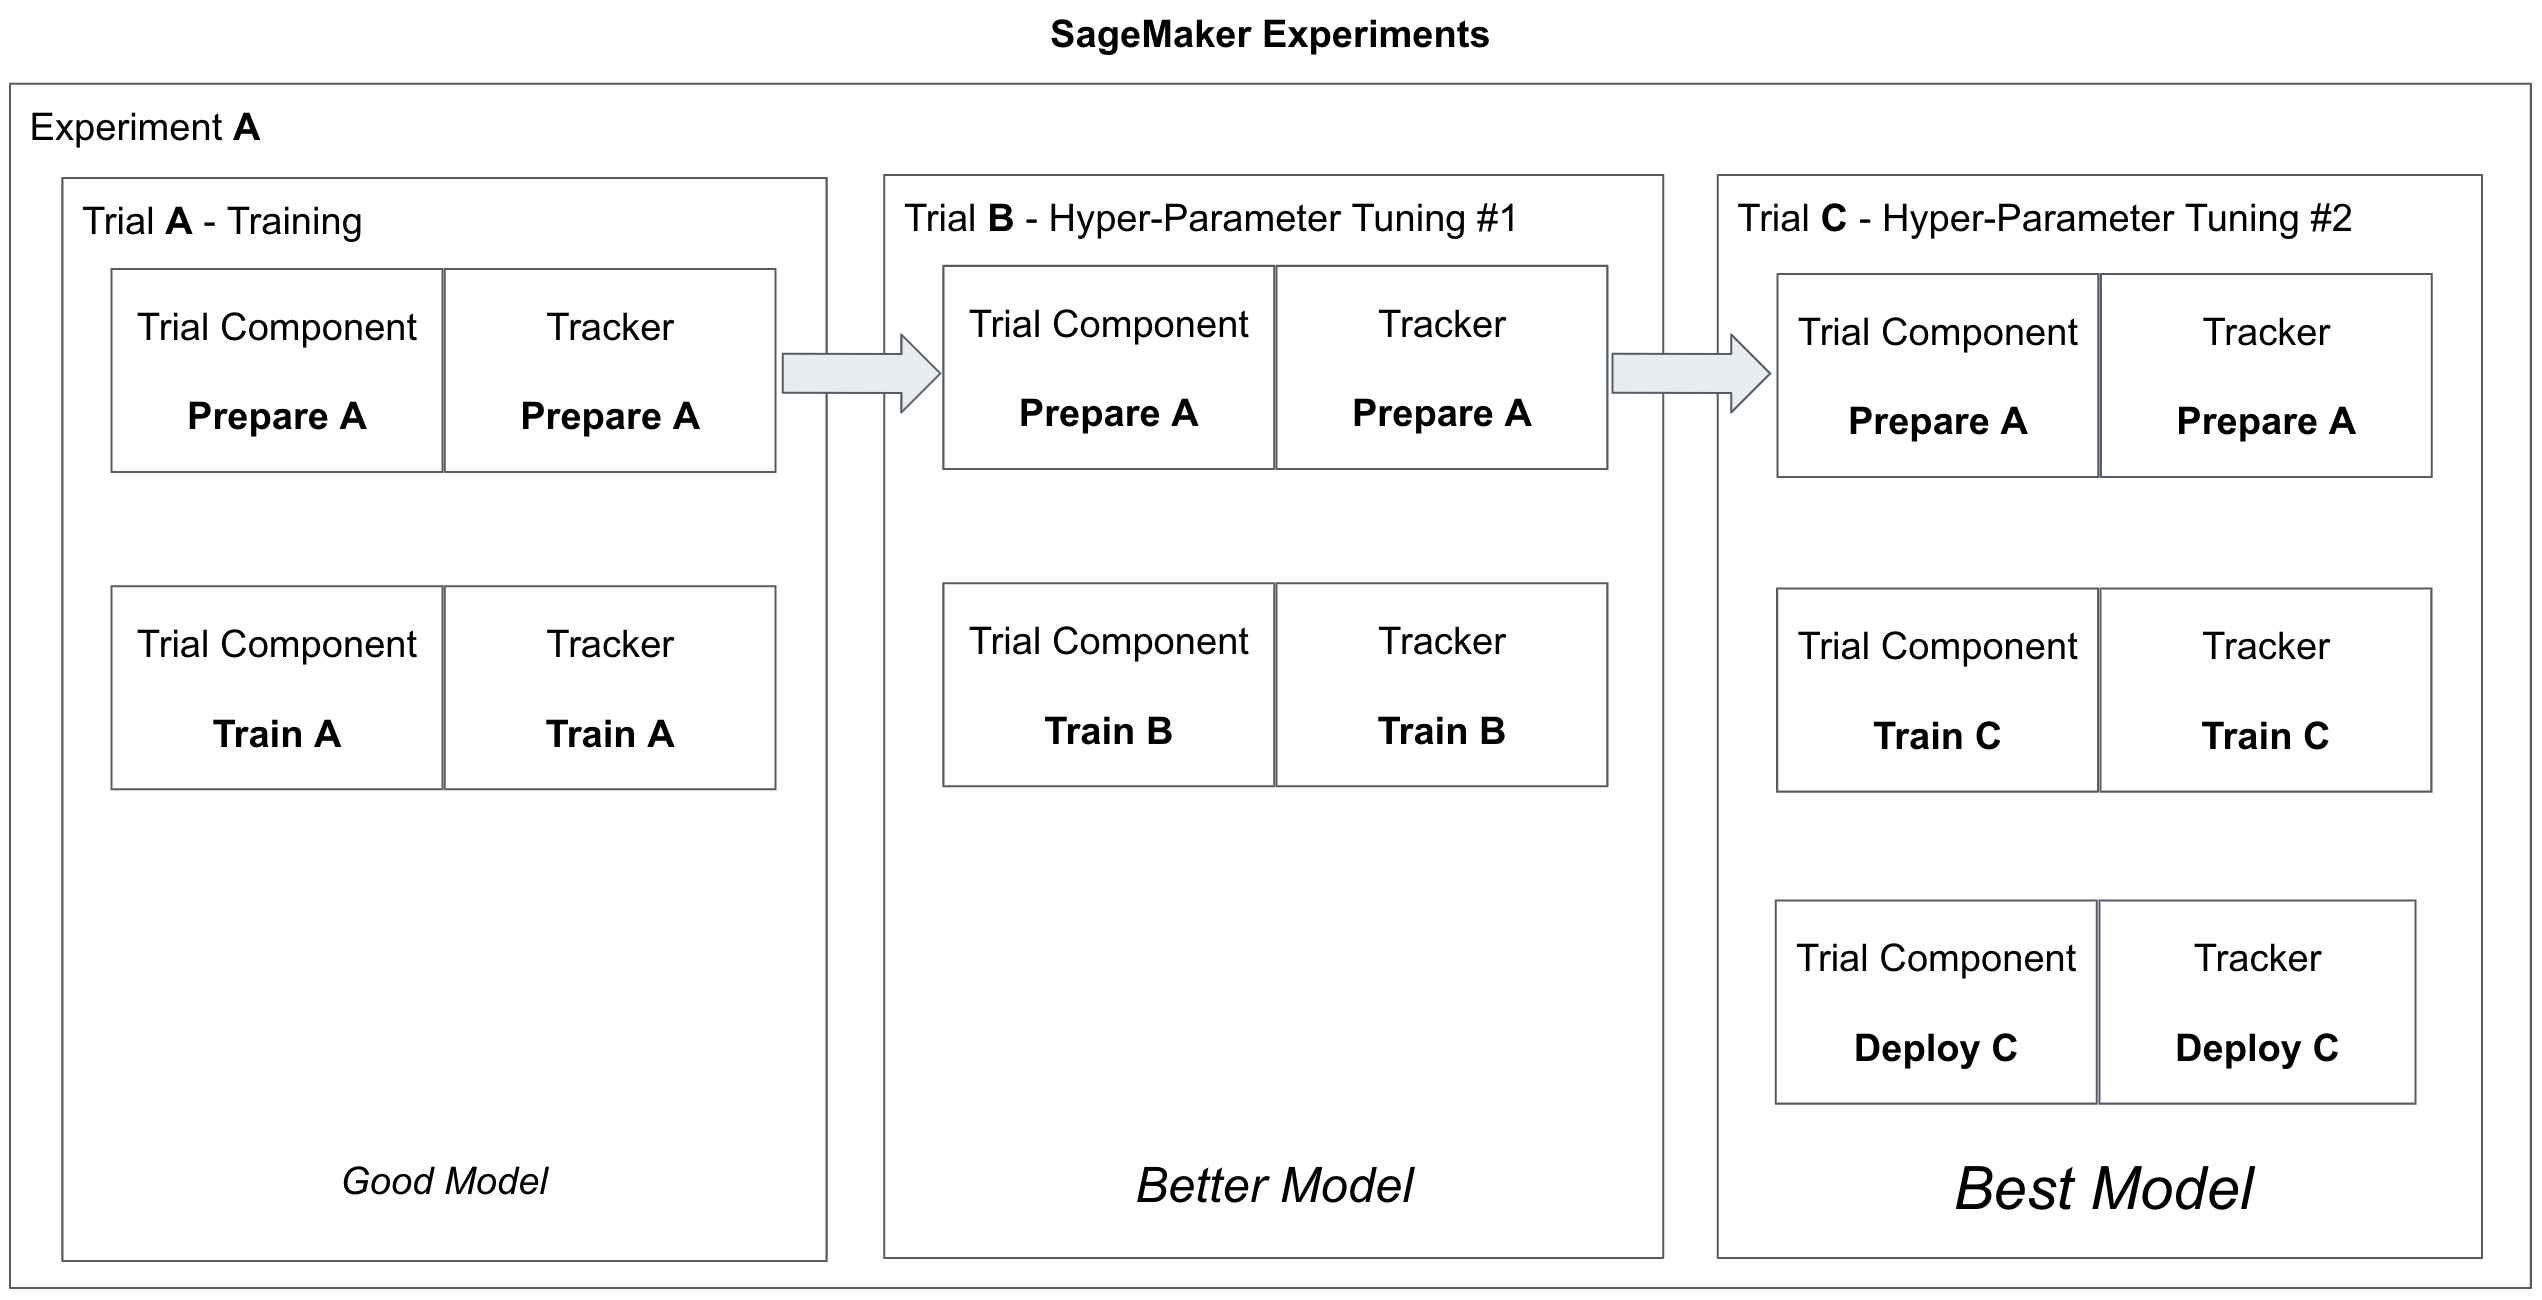 SageMaker Experiments
Experiment A
Trial A - Training
Trial Component
Tracker
Prepare A
Prepare A
Trial Component
Tracker
Train A
Train A
Good Model
Trial B - Hyper-Parameter Tuning #1
Trial Component
Tracker
Prepare A
Prepare A
Trial Component
Tracker
Train B
Train B
Better Model
Trial C - Hyper-Parameter Tuning #2
Trial Component
Tracker
Prepare A
Prepare A
Trial Component
Tracker
Train C
Train C
Trial Component
Tracker
Deploy C
Deploy C
Best Model